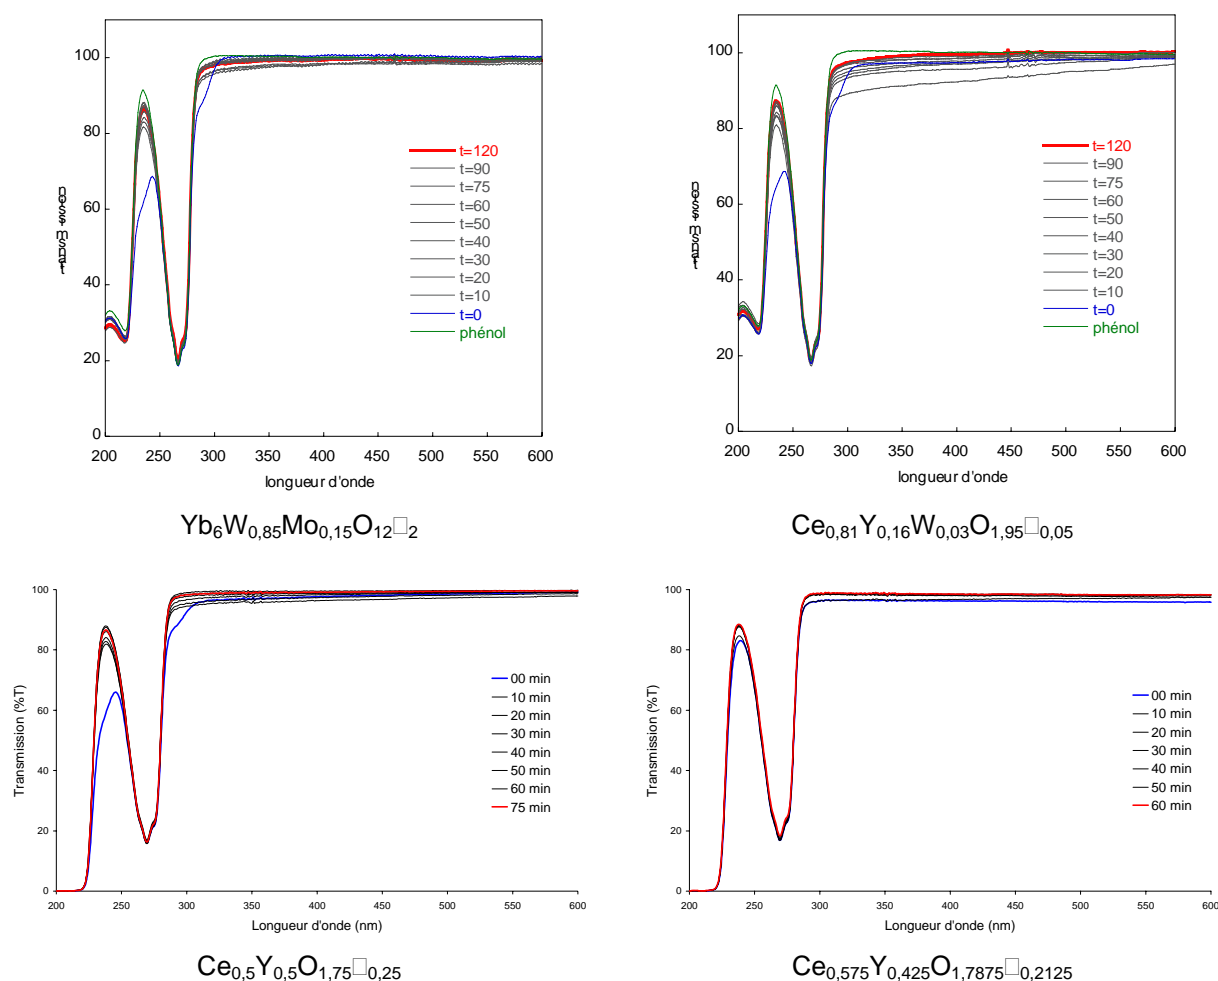 100
80
60
40
20
0
transmission
t=120
t=90
t=75
t=60
t=50
t=40
t=30
t=20
t=10
t=0
phénol
200 250 300 350 400 450 500 550 600
longueur d'onde
Yb6W0,85Mo0,15O12□2
100
80
60
40
20
0
transmission
t=120
t=90
t=75
t=60
t=50
t=40
t=30
t=20
t=10
t=0
phénol
200 250 300 350 400 450 500 550 600
longueur d'onde
Ce0,81Y0,16W0,03O1,95□0,05
100
80
60
40
20
0
Transmission (%T)
00 min
10 min
20 min
30 min
40 min
50 min
60 min
75 min
200 250 300 350 400 450 500 550 600
Longueur d'onde (nm)
Ce0,5Y0,5O1,75□0,25
100
80
60
40
20
0
Transmission (%T)
00 min
10 min
20 min
30 min
40 min
50 min
60 min
200 250 300 350 400 450 500 550 600
Longueur d'onde (nm)
Ce0,575Y0,425O1,7875□0,2125